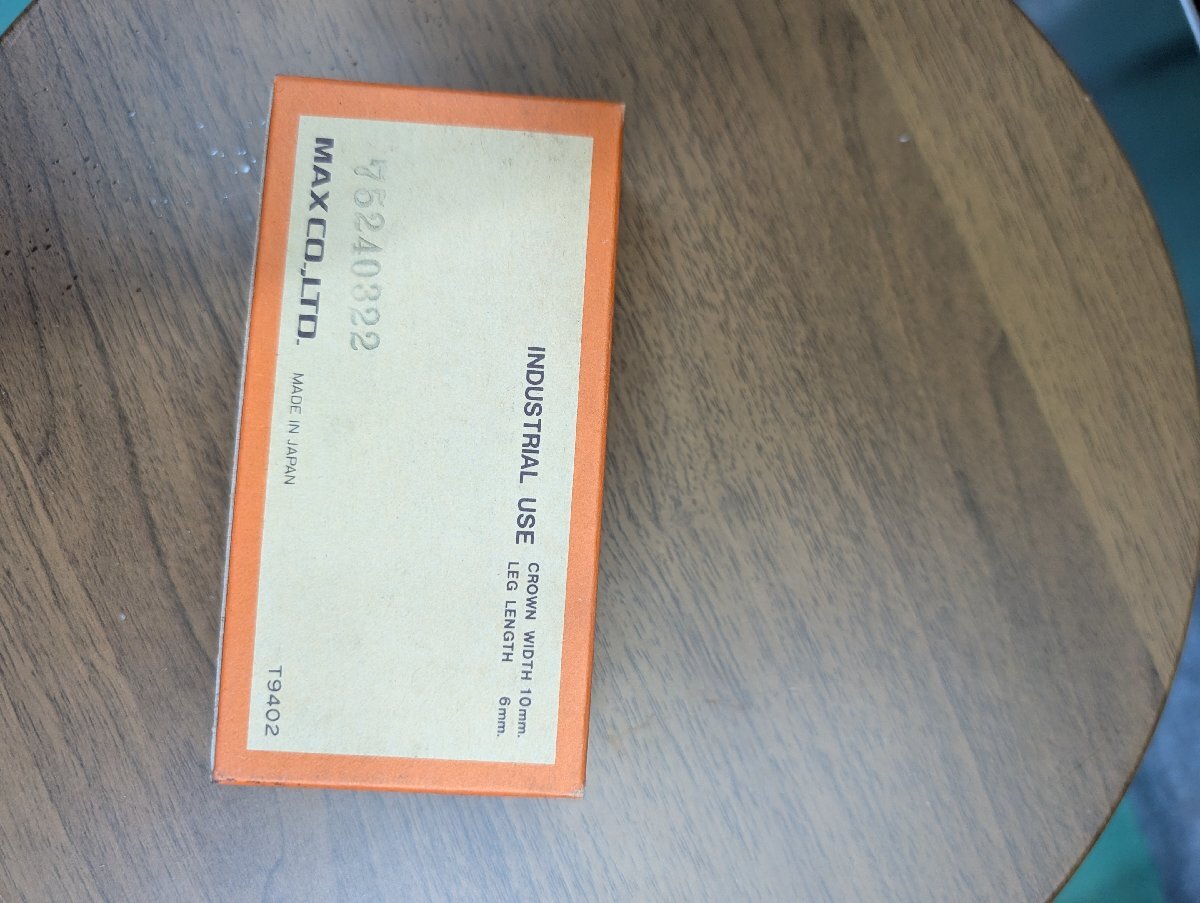 INDUSTRIAL USE
CROWN WIDTH 10mm.
LEG LENGTH 6mm.
75240322
MAX CO.,LTD. MADE IN JAPAN
T9402